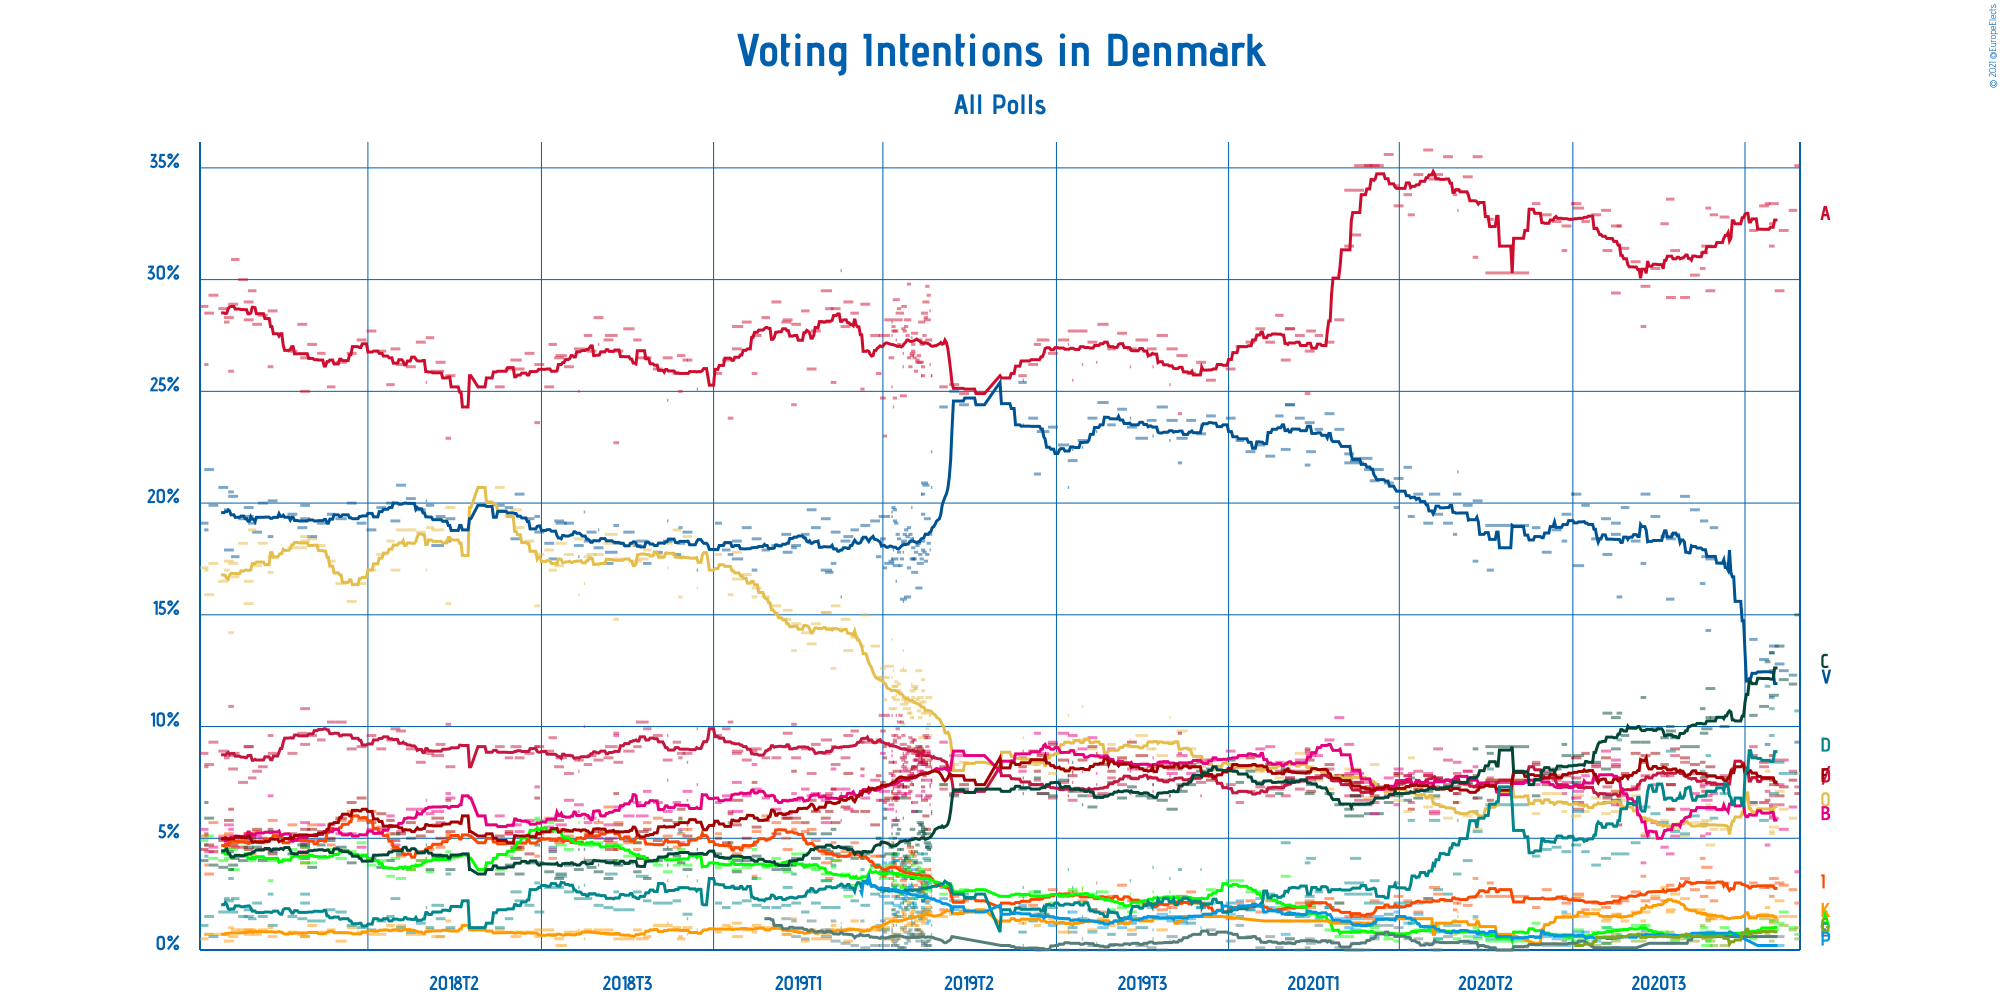 © 2021 @EuropeElects
Voting Intentions in Denmark
All Polls
35%
30%
25%
20%
15%
10%
5%
0%
A
C
V
D
O
B
I
K
P
2018T2
2018T3
2019T1
2019T2
2019T3
2020T1
2020T2
2020T3